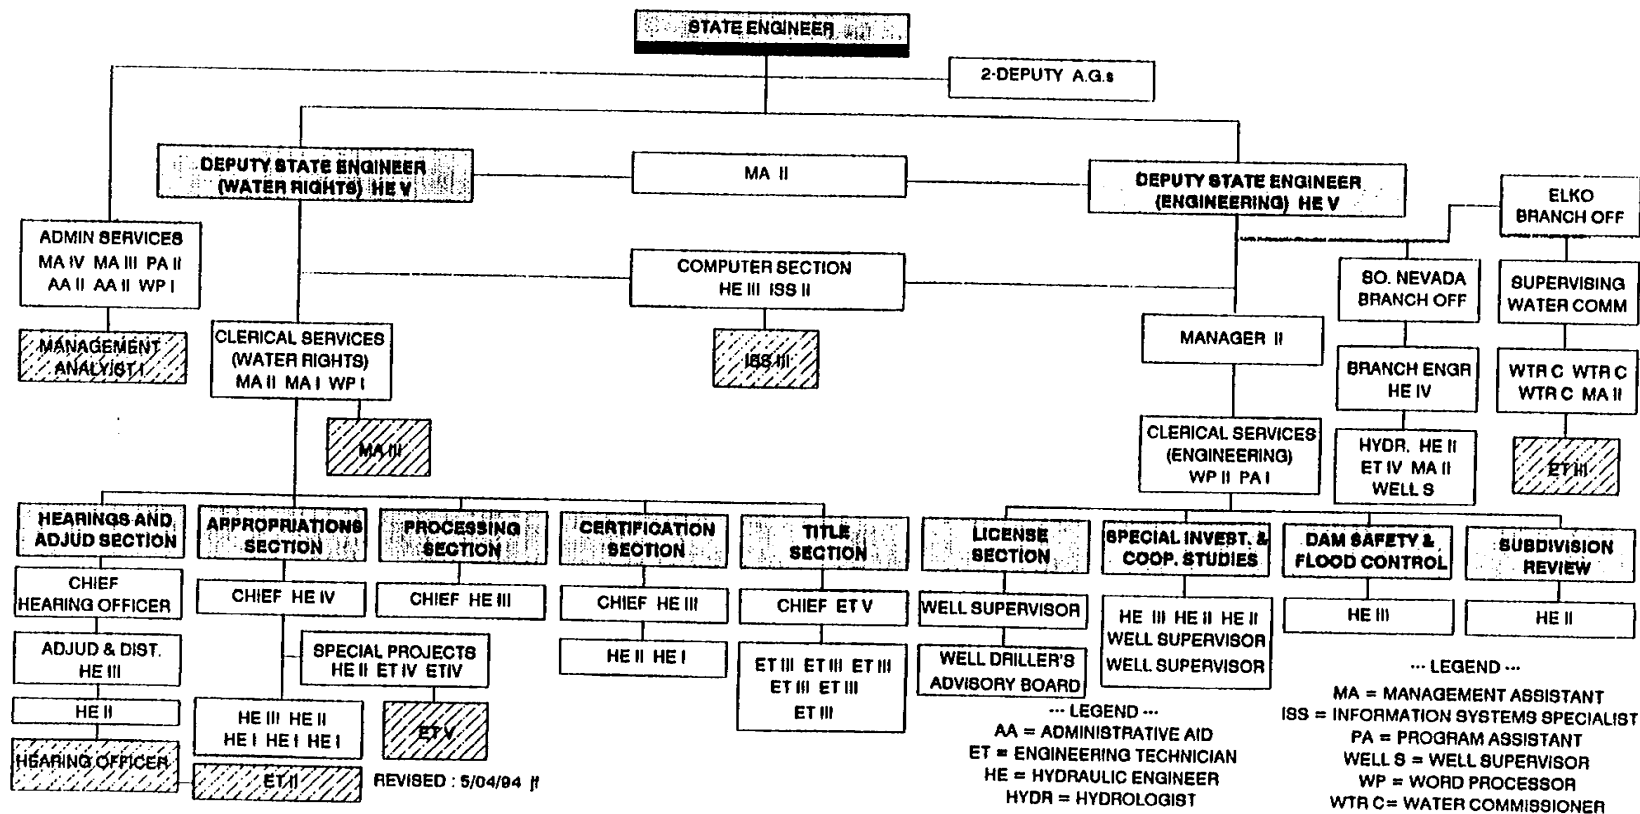 STATE ENGINEER
2-DEPUTY A.G.s
DEPUTY STATE ENGINEER
(WATER RIGHTS) HE V
MA II
DEPUTY STATE ENGINEER
(ENGINEERING) HE V
ELKO
BRANCH OFF
ADMIN SERVICES
MA IV MA III PA II
AA II AA II WP I
COMPUTER SECTION
HE III ISS II
SO. NEVADA
BRANCH OFF
SUPERVISING
WATER COMM
MANAGEMENT
ANALYIST I
CLERICAL SERVICES
(WATER RIGHTS)
MA II MA I WP I
ISS III
MANAGER II
BRANCH ENGR
HE IV
WTR C WTR C
WTR C MA II
MA III
CLERICAL SERVICES
(ENGINEERING)
WP II PA I
HYDR. HE II
ET IV MA II
WELL S
ET III
HEARINGS AND
ADJUD SECTION
APPROPRIATIONS
SECTION
PROCESSING
SECTION
CERTIFICATION
SECTION
TITLE
SECTION
LICENSE
SECTION
SPECIAL INVEST. &
COOP. STUDIES
DAM SAFETY &
FLOOD CONTROL
SUBDIVISION
REVIEW
CHIEF
HEARING OFFICER
CHIEF HE IV
CHIEF HE III
CHIEF HE III
CHIEF ET V
WELL SUPERVISOR
HE III HE II HE II
WELL SUPERVISOR
WELL SUPERVISOR
HE III
HE II
ADJUD & DIST.
HE III
SPECIAL PROJECTS
HE II ET IV ETIV
HE II HE I
ET III ET III ET III
ET III ET III
ET III
WELL DRILLER'S
ADVISORY BOARD
HE II
HE III HE II
HE I HE I HE I
ET V
HEARING OFFICER
ET II
REVISED : 5/04/94 jf
--- LEGEND ---
AA = ADMINISTRATIVE AID
ET = ENGINEERING TECHNICIAN
HE = HYDRAULIC ENGINEER
HYDR = HYDROLOGIST
--- LEGEND ---
MA = MANAGEMENT ASSISTANT
ISS = INFORMATION SYSTEMS SPECIALIST
PA = PROGRAM ASSISTANT
WELL S = WELL SUPERVISOR
WP = WORD PROCESSOR
WTR C= WATER COMMISSIONER